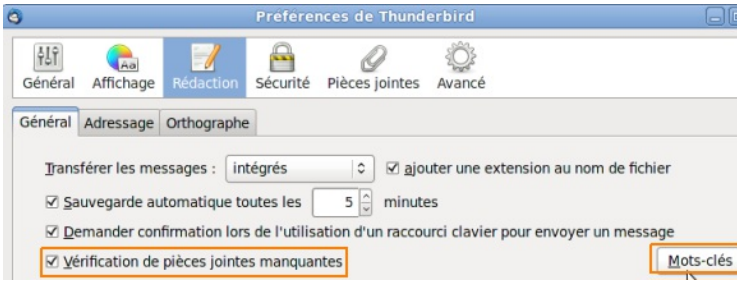 Préférences de Thunderbird
Aa
Général Affichage Rédaction Sécurité Pièces jointes Avancé
Général Adressage Orthographe
Transférer les messages : intégrés ajouter une extension au nom de fichier
Sauvegarde automatique toutes les 5 minutes
Demander confirmation lors de l'utilisation d'un raccourci clavier pour envoyer un message
Vérification de pièces jointes manquantes Mots-clés